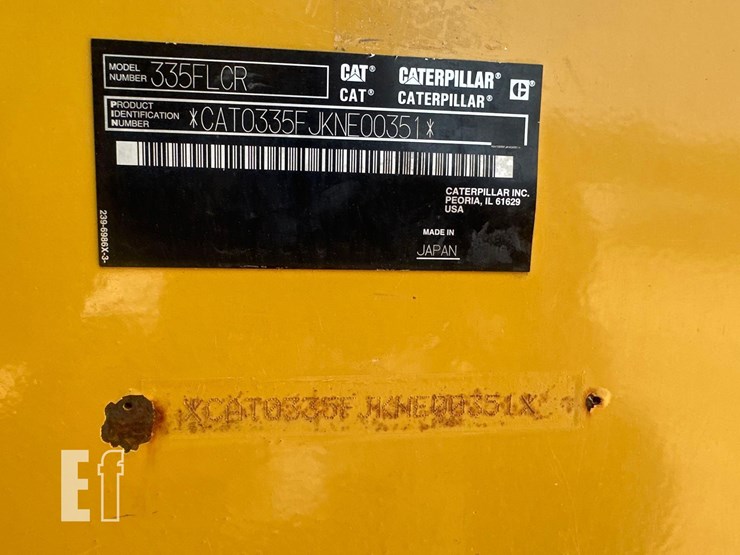 MODEL NUMBER 335FLCR CAT® CATERPILLAR® C
CAT® CATERPILLAR®
PRODUCT IDENTIFICATION NUMBER *CAT0335FJKNE00351*
CATERPILLAR INC.
PEORIA, IL 61629
USA
MADE IN
JAPAN
239-6986X-3-
XCAT0335FJKNE00351X
Ef